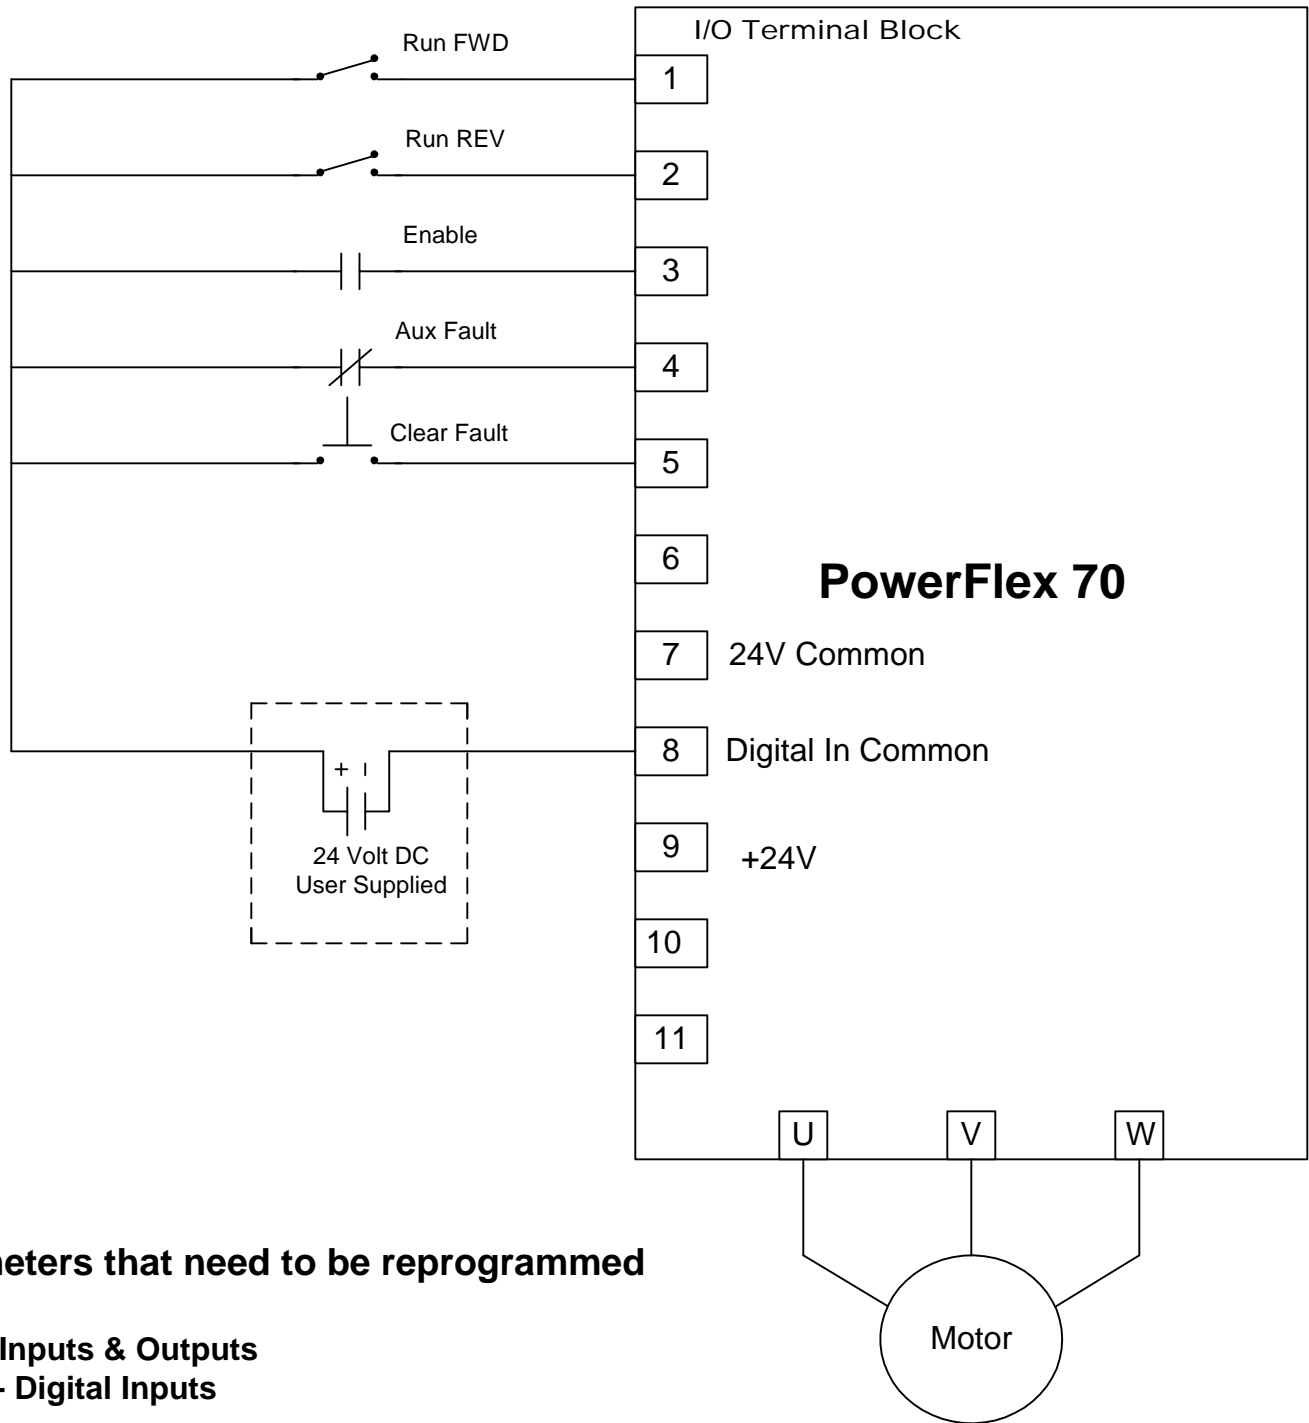 I/O Terminal Block
Run FWD
1
Run REV
2
Enable
3
Aux Fault
4
Clear Fault
5
6
PowerFlex 70
7 24V Common
8 Digital In Common
+ -
24 Volt DC
User Supplied
9 +24V
10
11
U V W
Motor
meters that need to be reprogrammed
Inputs & Outputs
- Digital Inputs